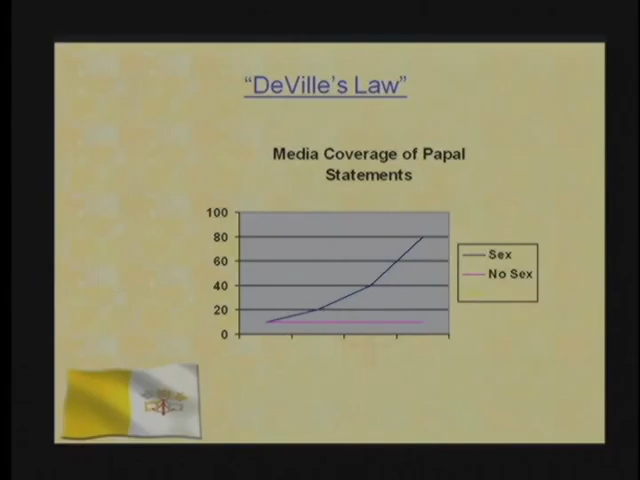 “DeVille’s Law”
Media Coverage of Papal
Statements
100
80
60
40
20
0
Sex
No Sex